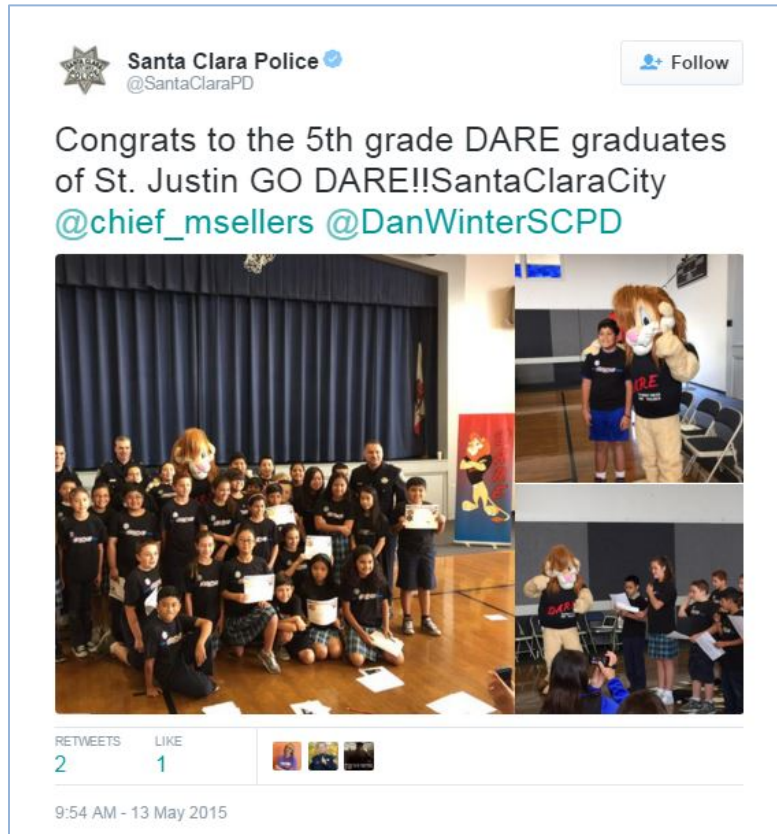 Santa Clara Police
@SantaClaraPD
Follow
Congrats to the 5th grade DARE graduates
of St. Justin GO DARE!!SantaClaraCity
@chief_msellers @DanWinterSCPD
RETWEETS
LIKE
2
1
9:54 AM - 13 May 2015